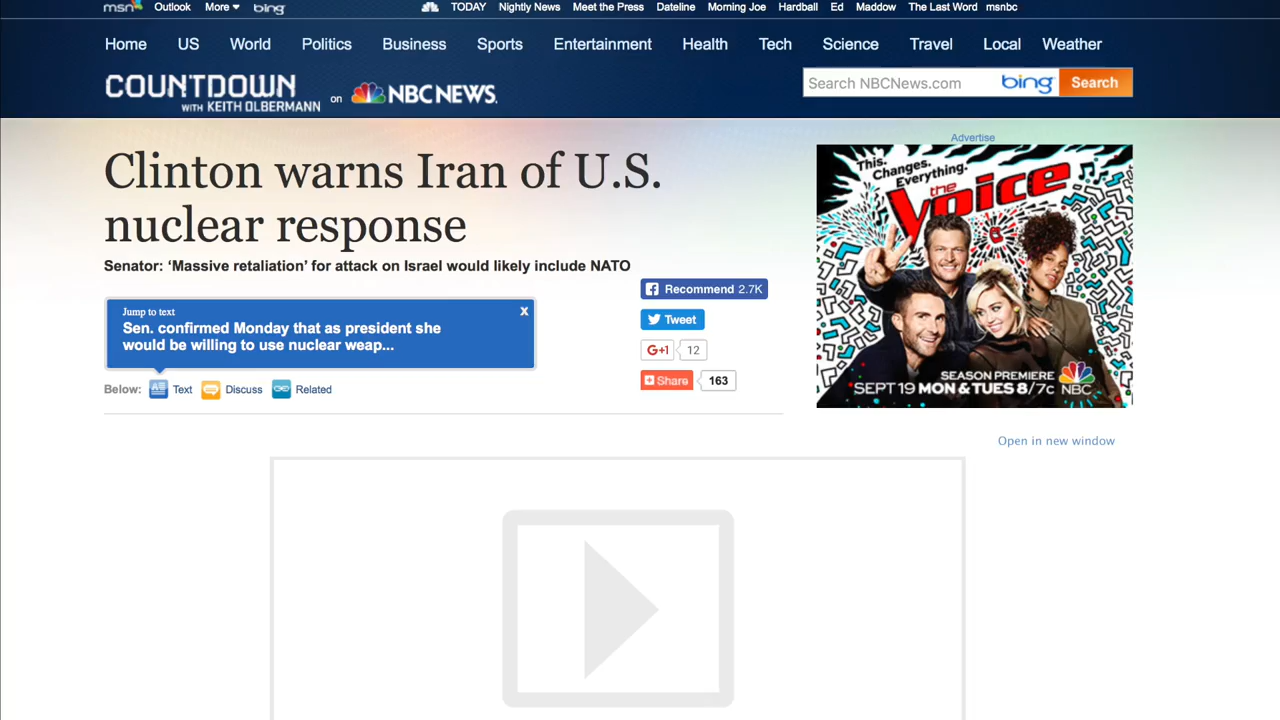 msn Outlook More bing TODAY Nightly News Meet the Press Dateline Morning Joe Hardball Ed Maddow The Last Word msnbc
Home US World Politics Business Sports Entertainment Health Tech Science Travel Local Weather
COUNTDOWN
WITH KEITH OLBERMANN on NBCNEWS.
Search NBCNews.com bing Search
Advertise
Clinton warns Iran of U.S.
nuclear response
Senator: ‘Massive retaliation’ for attack on Israel would likely include NATO
Jump to text x
Sen. confirmed Monday that as president she
would be willing to use nuclear weap...
Below: Text Discuss Related
Recommend 2.7K
Tweet
G+1 12
Share 163
This.
Changes.
Everything.
the
Voice
SEASON PREMIERE
SEPT 19 MON & TUES 8/7c NBC
Open in new window